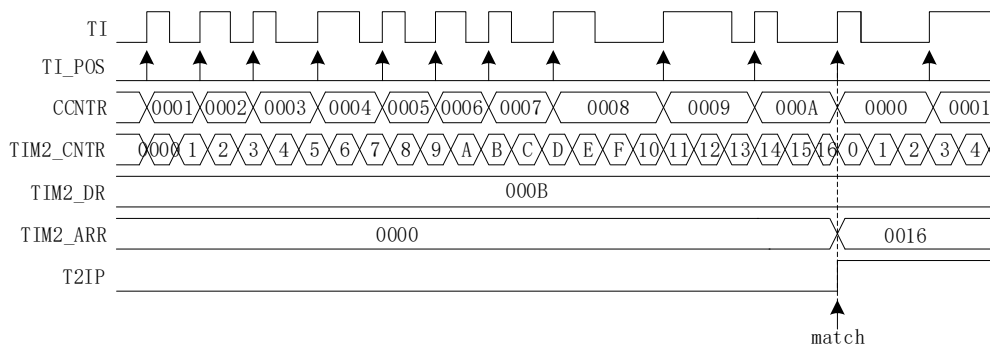 TI
TI_POS
CCNTR 0001 0002 0003 0004 0005 0006 0007 0008 0009 000A 0000 0001
TIM2_CNTR 0000 1 2 3 4 5 6 7 8 9 A B C D E F 10 11 12 13 14 15 16 0 1 2 3 4
TIM2_DR 000B
TIM2_ARR 0000 0016
T2IP
match